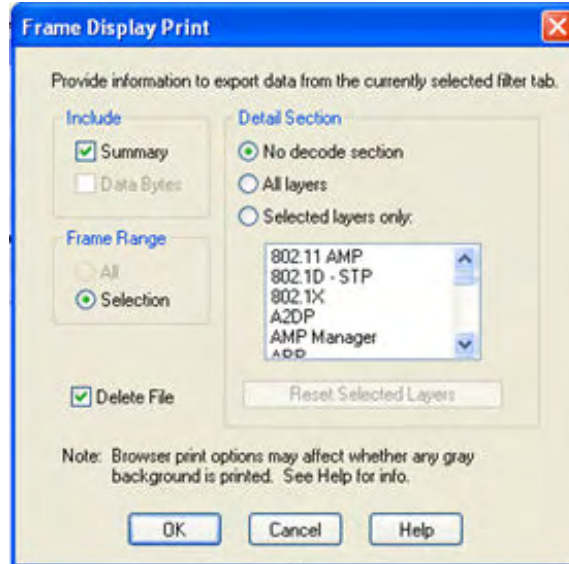 Frame Display Print
Provide information to export data from the currently selected filter tab.
Include
Summary
Data Bytes
Frame Range
All
Selection
Delete File
Detail Section
No decode section
All layers
Selected layers only:
802.11 AMP
802.1D - STP
802.1X
A2DP
AMP Manager
Reset Selected Layers
Note: Browser print options may affect whether any gray
background is printed. See Help for info.
OK
Cancel
Help